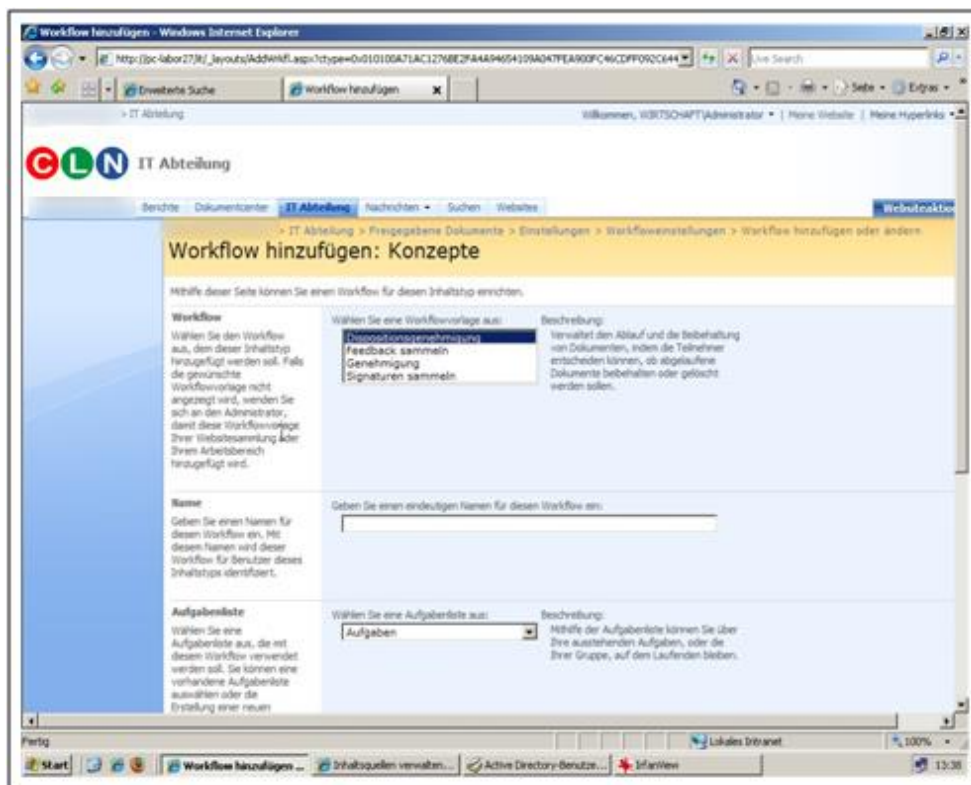 Workflow hinzufügen - Windows Internet Explorer
Live Search
Erweiterte Suche
Workflow hinzufügen
Seite
Extras
> IT Abteilung
Willkommen, WIRTSCHAFT\Administrator
Meine Website
Meine Hyperlinks
CLN
IT Abteilung
Berichte
Dokumentcenter
IT Abteilung
Nachrichten
Suchen
Websites
Websiteaktio
> IT Abteilung > Freigegebene Dokumente > Einstellungen > Workfloweinstellungen > Workflow hinzufügen oder ändern
Workflow hinzufügen: Konzepte
Mithilfe dieser Seite können Sie einen Workflow für diesen Inhaltstyp einrichten.
Workflow
Wählen Sie den Workflow
aus, dem dieser Inhaltstyp
hinzugefügt werden soll. Falls
die gewünschte
Workflowvorlage nicht
angezeigt wird, wenden Sie
sich an den Administrator,
damit diese Workflowvorlage
Ihrer Websitesammlung oder
Ihrem Arbeitsbereich
hinzugefügt wird.
Wählen Sie eine Workflowvorlage aus:
Dispositionsgenehmigung
Feedback sammeln
Genehmigung
Signaturen sammeln
Beschreibung:
Verwaltet den Ablauf und die Beibehaltung
von Dokumenten, indem die Teilnehmer
entscheiden können, ob abgelaufene
Dokumente beibehalten oder gelöscht
werden sollen.
Name
Geben Sie einen Namen für
diesen Workflow ein. Mit
diesem Namen wird dieser
Workflow für Benutzer dieses
Inhaltstyps identifiziert.
Geben Sie einen eindeutigen Namen für diesen Workflow ein:
Aufgabenliste
Wählen Sie eine
Aufgabenliste aus, die mit
diesem Workflow verwendet
werden soll. Sie können eine
vorhandene Aufgabenliste
auswählen oder die
Erstellung einer neuen
Wählen Sie eine Aufgabenliste aus:
Aufgaben
Beschreibung:
Mithilfe der Aufgabenliste können Sie über
Ihre ausstehenden Aufgaben, oder die
Ihrer Gruppe, auf dem Laufenden bleiben.
Fertig
Lokales Intranet
100%
Start
Workflow hinzufügen ...
Inhaltsquellen verwalten...
Active Directory-Benutze...
IrfanView
13:38